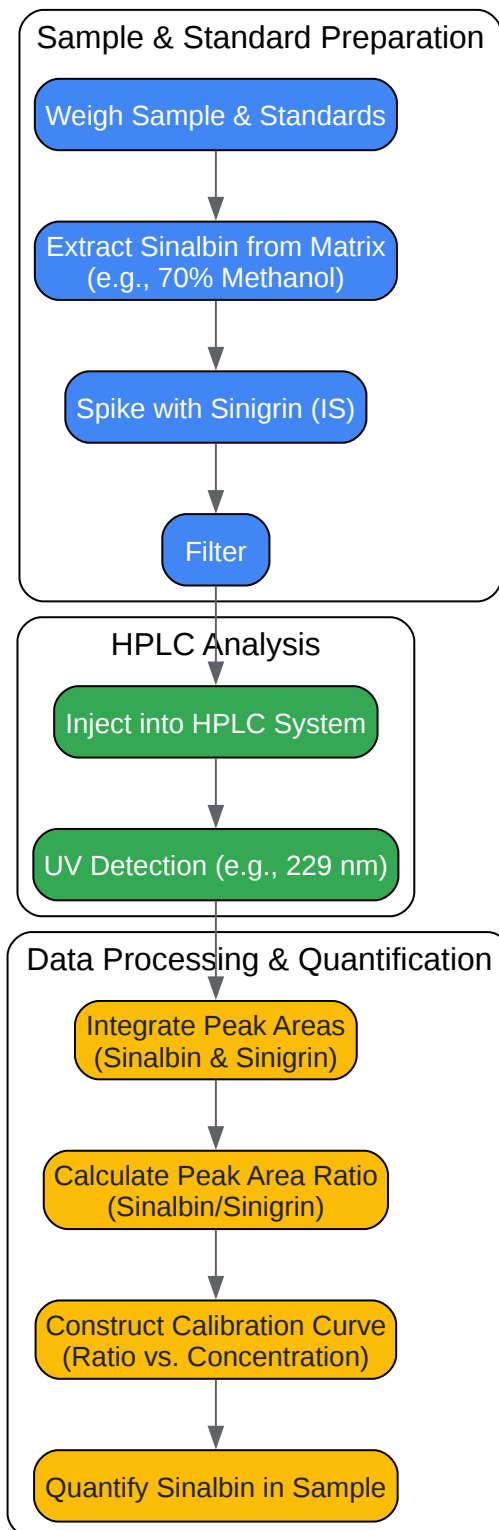 Sample & Standard Preparation
Weigh Sample & Standards
Extract Sinalbin from Matrix
(e.g., 70% Methanol)
Spike with Sinigrin (IS)
Filter
HPLC Analysis
Inject into HPLC System
UV Detection (e.g., 229 nm)
Data Processing & Quantification
Integrate Peak Areas
(Sinalbin & Sinigrin)
Calculate Peak Area Ratio
(Sinalbin/Sinigrin)
Construct Calibration Curve
(Ratio vs. Concentration)
Quantify Sinalbin in Sample